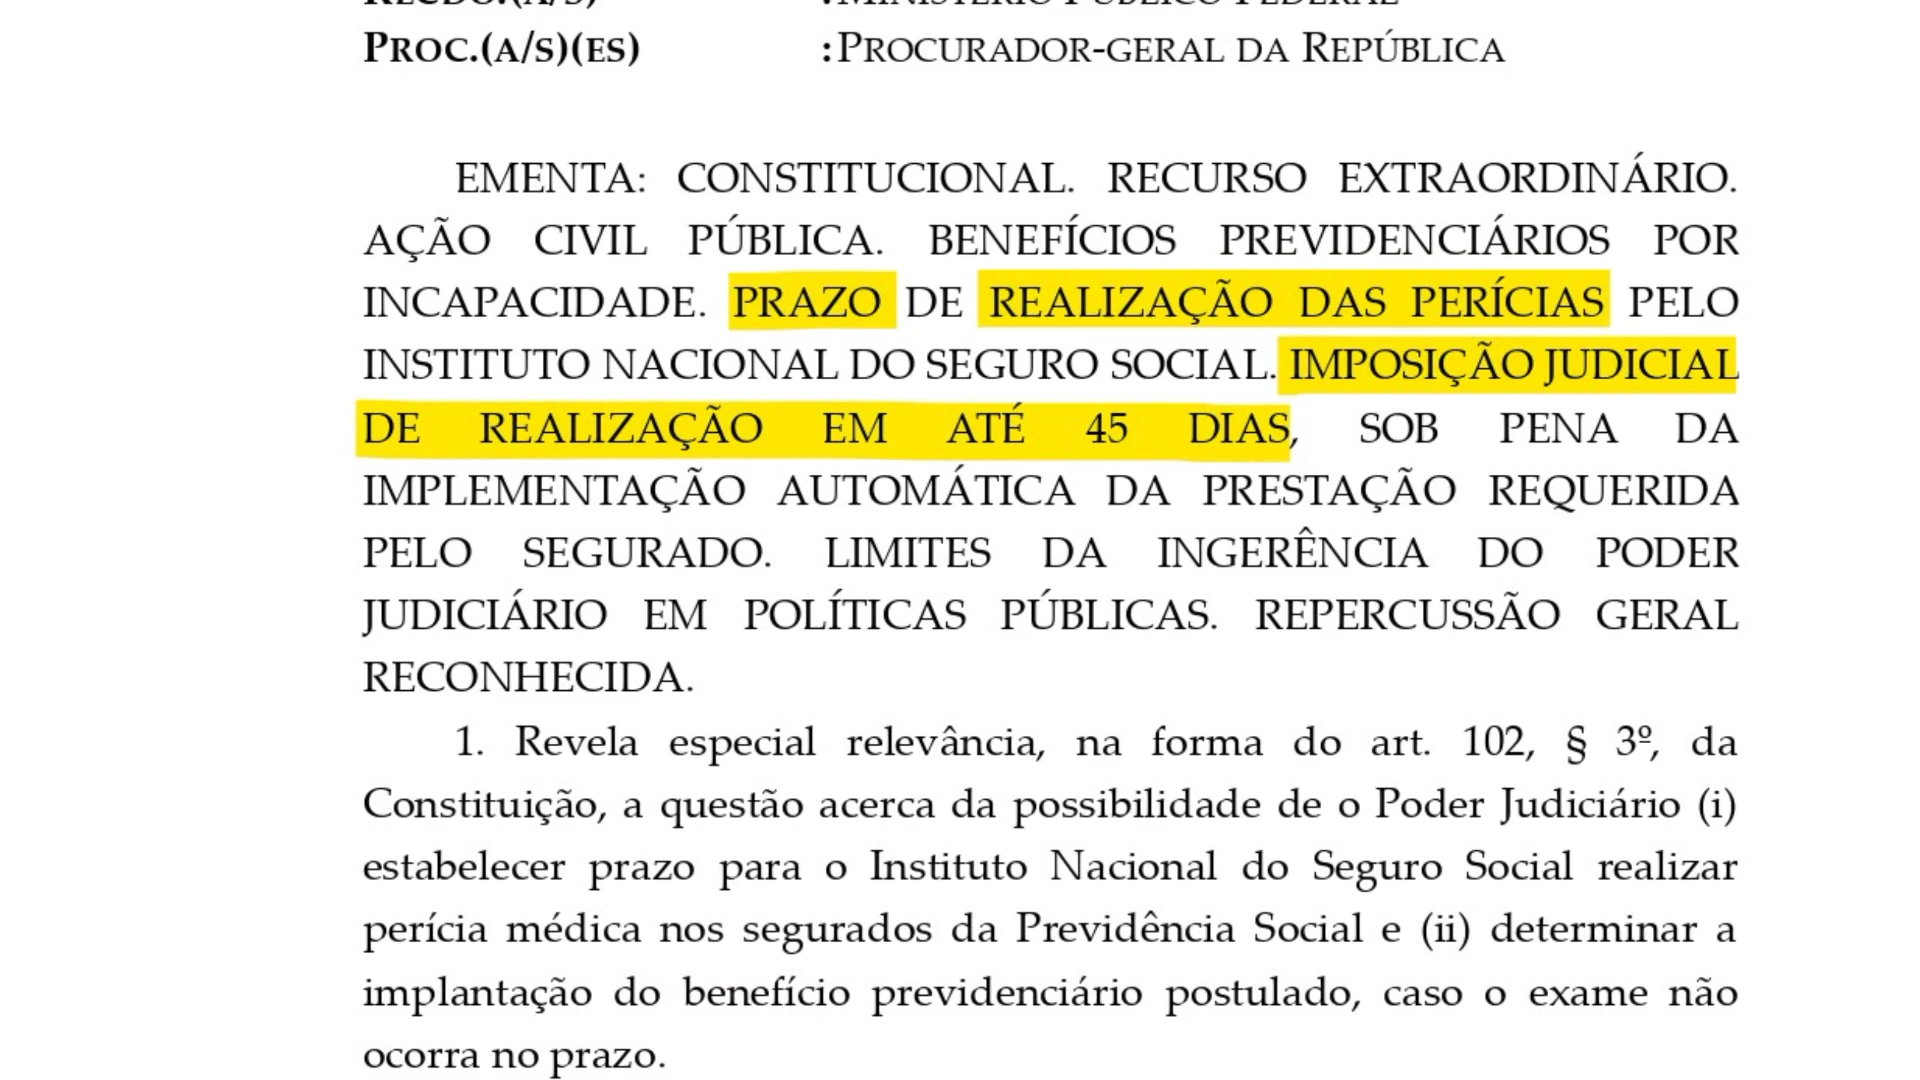 RECDO.(A/S) :MINISTÉRIO PÚBLICO FEDERAL
PROC.(A/S)(ES) :PROCURADOR-GERAL DA REPÚBLICA
EMENTA: CONSTITUCIONAL. RECURSO EXTRAORDINÁRIO.
AÇÃO CIVIL PÚBLICA. BENEFÍCIOS PREVIDENCIÁRIOS POR
INCAPACIDADE. PRAZO DE REALIZAÇÃO DAS PERÍCIAS PELO
INSTITUTO NACIONAL DO SEGURO SOCIAL. IMPOSIÇÃO JUDICIAL
DE REALIZAÇÃO EM ATÉ 45 DIAS, SOB PENA DA
IMPLEMENTAÇÃO AUTOMÁTICA DA PRESTAÇÃO REQUERIDA
PELO SEGURADO. LIMITES DA INGERÊNCIA DO PODER
JUDICIÁRIO EM POLÍTICAS PÚBLICAS. REPERCUSSÃO GERAL
RECONHECIDA.
1. Revela especial relevância, na forma do art. 102, § 3º, da
Constituição, a questão acerca da possibilidade de o Poder Judiciário (i)
estabelecer prazo para o Instituto Nacional do Seguro Social realizar
perícia médica nos segurados da Previdência Social e (ii) determinar a
implantação do benefício previdenciário postulado, caso o exame não
ocorra no prazo.